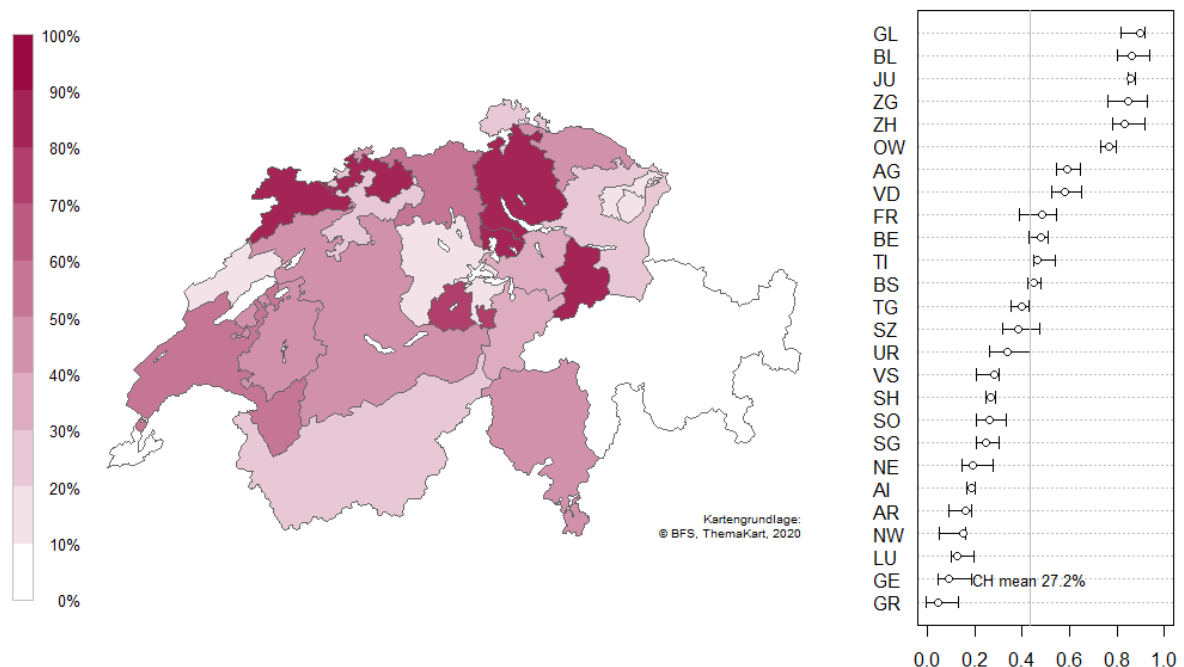 100%
90%
80%
70%
60%
50%
40%
30%
20%
10%
0%
Kartengrundlage:
© BFS, ThemaKart, 2020
GL
BL
JU
ZG
ZH
OW
AG
VD
FR
BE
TI
BS
TG
SZ
UR
VS
SH
SO
SG
NE
AI
AR
NW
LU
GE
CH mean 27.2%
GR
0.0 0.2 0.4 0.6 0.8 1.0